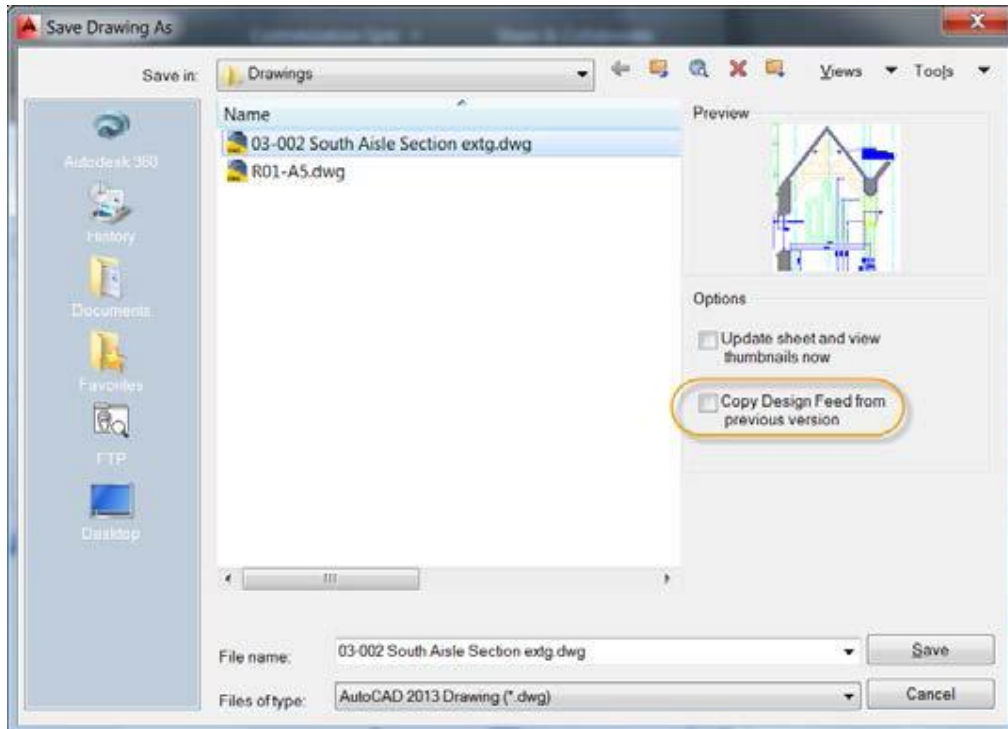 Save Drawing As
Save in:
Drawings
Views
Tools
Autodesk 360
History
Documents
Favorites
FTP
Desktop
Name
03-002 South Aisle Section extg.dwg
R01-A5.dwg
Preview
Options
Update sheet and view
thumbnails now
Copy Design Feed from
previous version
File name:
03-002 South Aisle Section extg.dwg
Save
Files of type:
AutoCAD 2013 Drawing (*.dwg)
Cancel